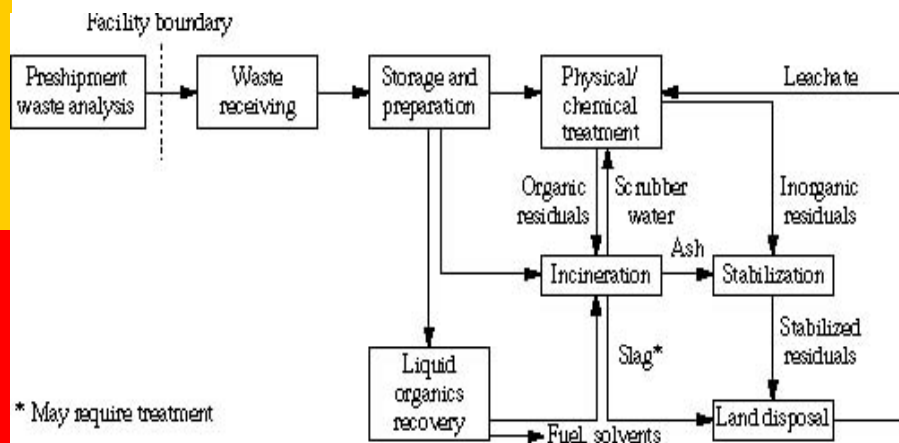 Facility boundary
Preshipment
waste analysis
Waste
receiving
Storage and
preparation
Physical/
chemical
treatment
Leachate
Organic
residuals
Scrubber
water
Inorganic
residuals
Incineration
Ash
Stabilization
Liquid
organics
recovery
Slag*
Stabilized
residuals
* May require treatment
Fuel, solvents
Land disposal